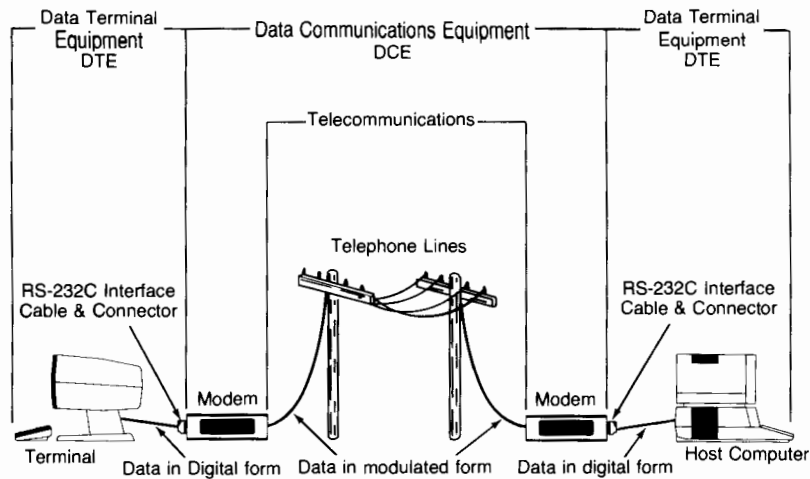 Data Terminal
Equipment
DTE
Data Communications Equipment
DCE
Data Terminal
Equipment
DTE
Telecommunications
Telephone Lines
RS-232C Interface
Cable & Connector
RS-232C Interface
Cable & Connector
Modem
Modem
Terminal
Data in Digital form
Data in modulated form
Data in digital form
Host Computer